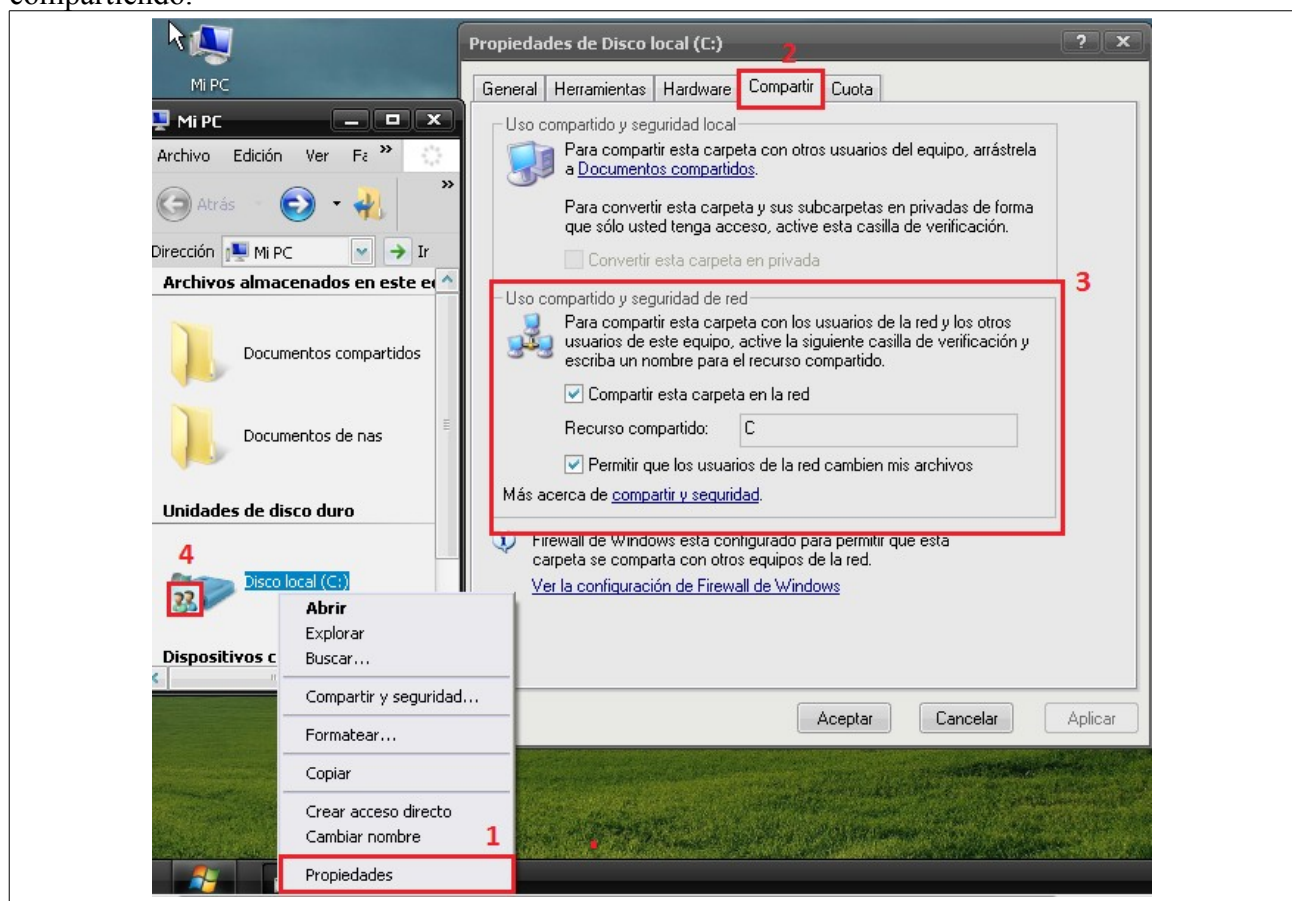 compartiendo.
Mi PC
Mi PC
Archivo Edición Ver Fa »
Atrás »
Dirección Mi PC Ir
Archivos almacenados en este
Documentos compartidos
Documentos de nas
Unidades de disco duro
4
Disco local (C:)
Dispositivos c
Abrir
Explorar
Buscar...
Compartir y seguridad...
Formatear...
Copiar
Crear acceso directo
Cambiar nombre
1
Propiedades
Propiedades de Disco local (C:)
2
General Herramientas Hardware Compartir Cuota
Uso compartido y seguridad local
Para compartir esta carpeta con otros usuarios del equipo, arrástrela
a Documentos compartidos.
Para convertir esta carpeta y sus subcarpetas en privadas de forma
que sólo usted tenga acceso, active esta casilla de verificación.
Convertir esta carpeta en privada
3
Uso compartido y seguridad de red
Para compartir esta carpeta con los usuarios de la red y los otros
usuarios de este equipo, active la siguiente casilla de verificación y
escriba un nombre para el recurso compartido.
Compartir esta carpeta en la red
Recurso compartido: C
Permitir que los usuarios de la red cambien mis archivos
Más acerca de compartir y seguridad.
Firewall de Windows está configurado para permitir que esta
carpeta se comparta con otros equipos de la red.
Ver la configuración de Firewall de Windows
Aceptar Cancelar Aplicar